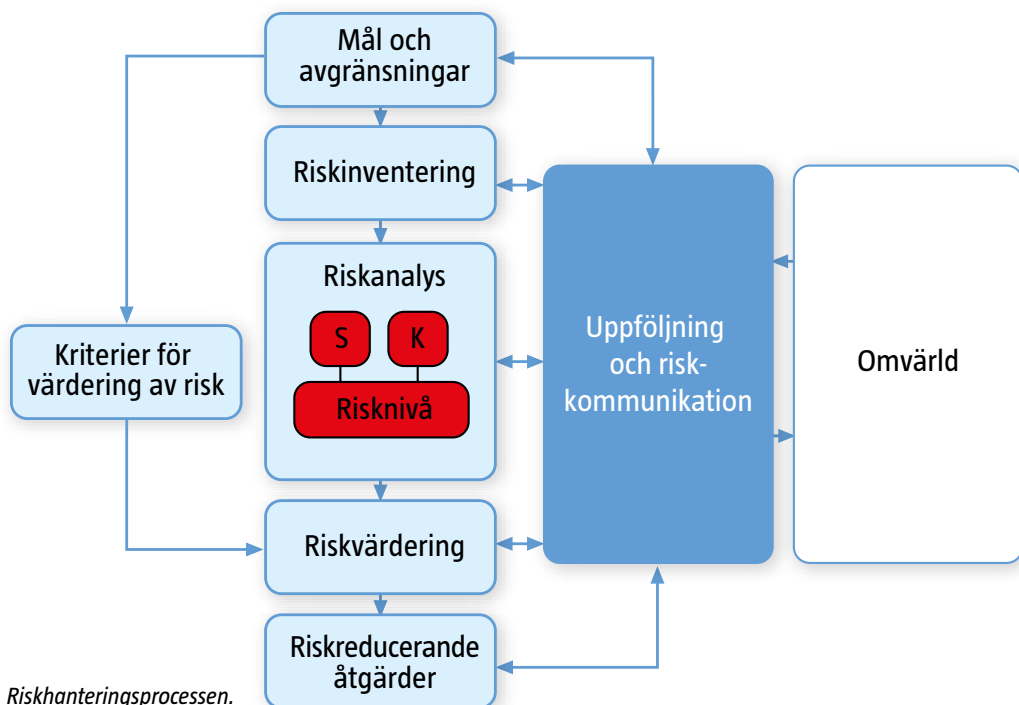 Mål och
avgränsningar
Riskinventering
Riskanalys
S
K
Risknivå
Kriterier för
värdering av risk
Riskvärdering
Riskreducerande
åtgärder
Uppföljning
och risk-
kommunikation
Omvärld
Riskhanteringsprocessen.